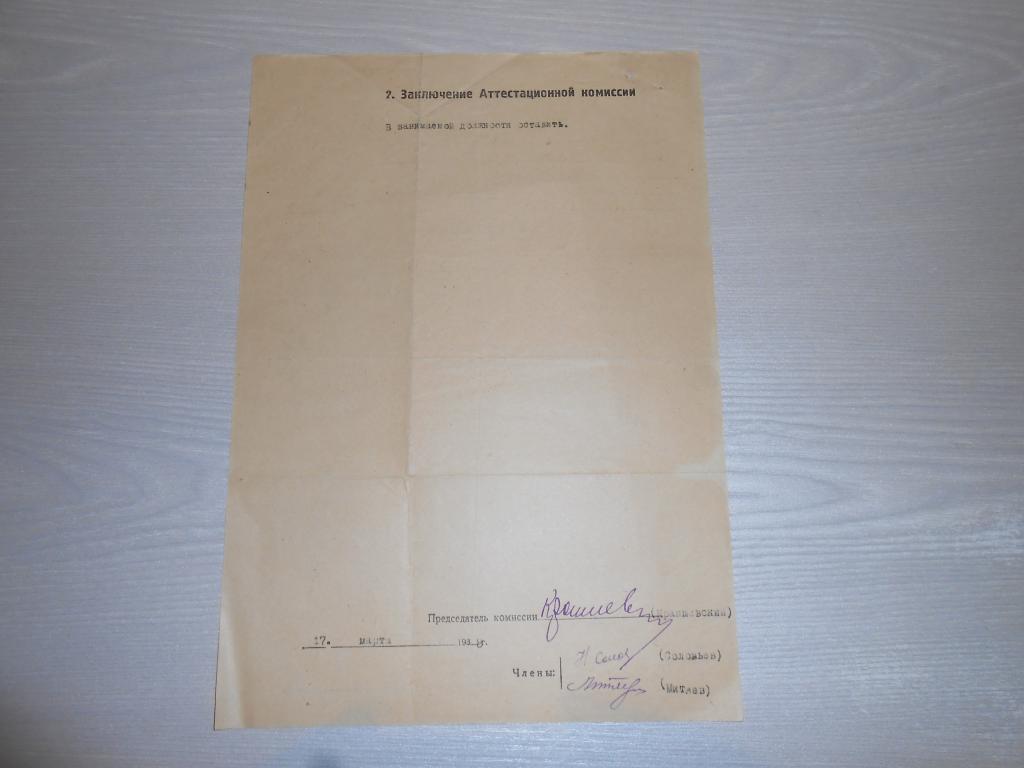 2. Заключение Аттестационной комиссии
В занимаемой должности оставить.
Председатель комиссии
17. марта 193 г.
Члены:
(Соловьев)
(Митяев)